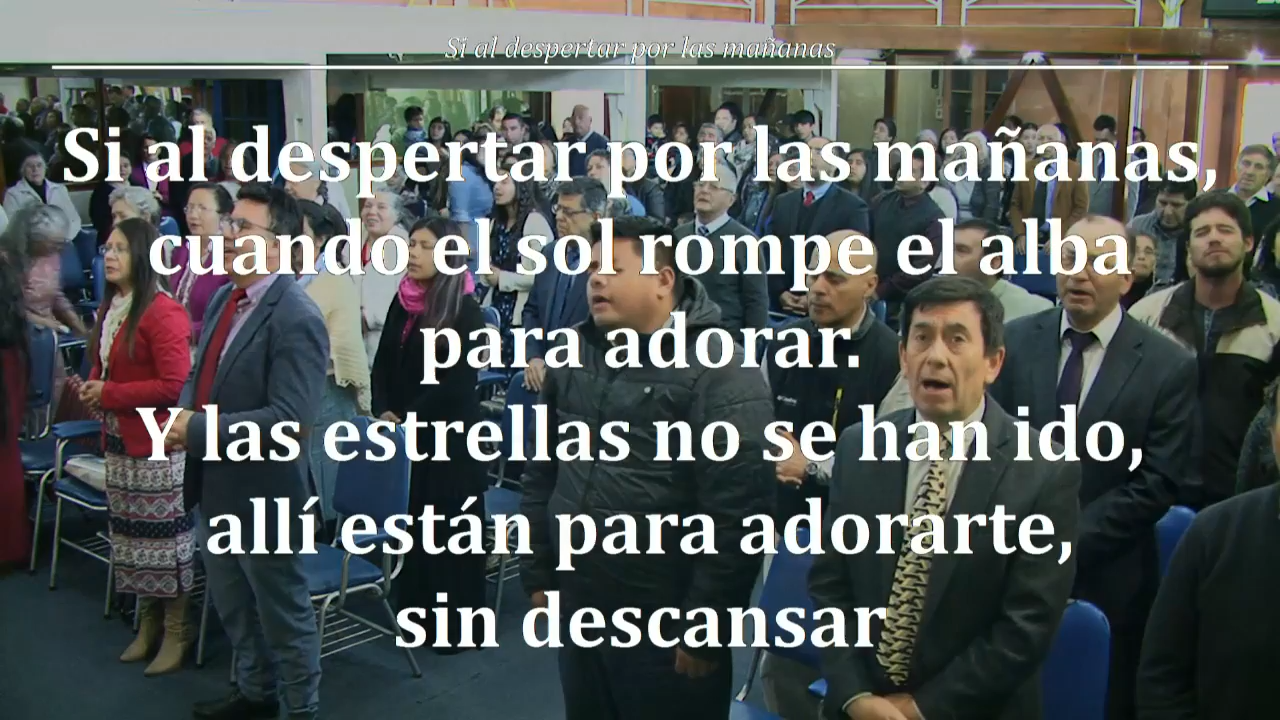 Si al despertar por las mañanas
Si al despertar por las mañanas,
cuando el sol rompe el alba
para adorar.
Y las estrellas no se han ido,
allí están para adorarte,
sin descansar